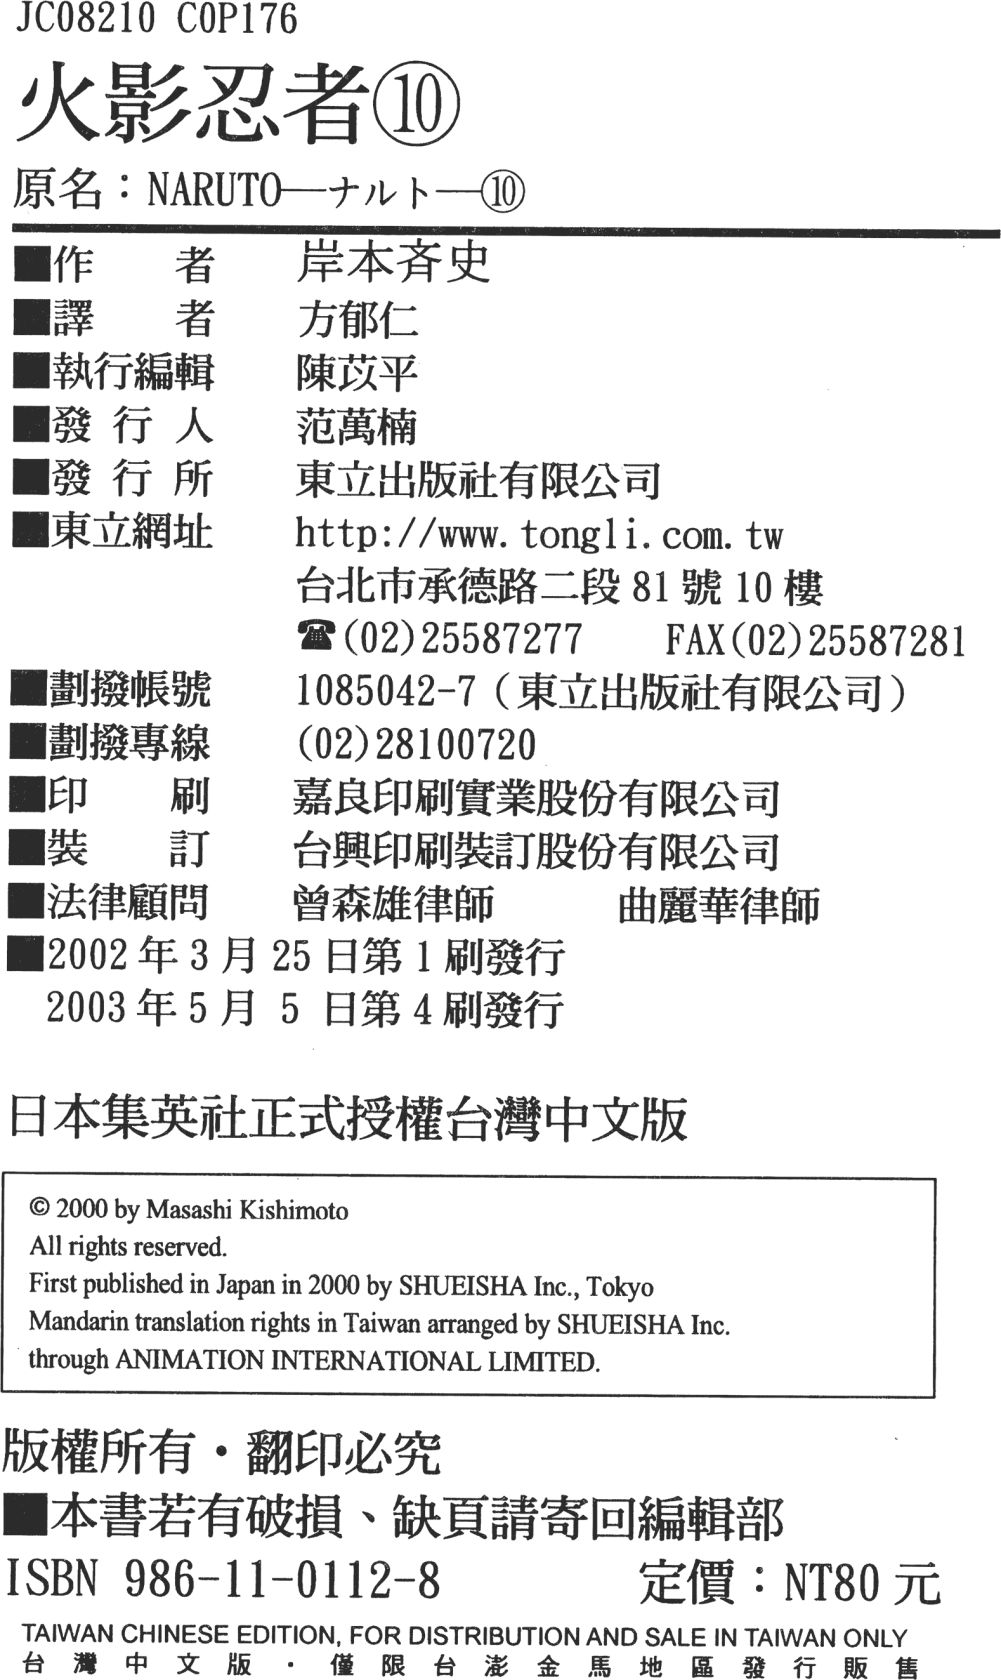 JC08210 C0P176
火影忍者⑩
原名：NARUTO—ナルト—⑩
■作　　者　　岸本斉史
■譯　　者　　方郁仁
■執行編輯　　陳苡平
■發 行 人　　范萬楠
■發 行 所　　東立出版社有限公司
■東立網址　　http://www.tongli.com.tw
台北市承德路二段81號10樓
☎(02)25587277　　FAX(02)25587281
■劃撥帳號　　1085042-7（東立出版社有限公司）
■劃撥專線　　(02)28100720
■印　　刷　　嘉良印刷實業股份有限公司
■裝　　訂　　台興印刷裝訂股份有限公司
■法律顧問　　曾森雄律師　　曲麗華律師
■2002年3月25日第1刷發行
2003年5月5日第4刷發行
日本集英社正式授權台灣中文版
© 2000 by Masashi Kishimoto
All rights reserved.
First published in Japan in 2000 by SHUEISHA Inc., Tokyo
Mandarin translation rights in Taiwan arranged by SHUEISHA Inc.
through ANIMATION INTERNATIONAL LIMITED.
版權所有・翻印必究
■本書若有破損、缺頁請寄回編輯部
ISBN 986-11-0112-8　　定價：NT80元
TAIWAN CHINESE EDITION, FOR DISTRIBUTION AND SALE IN TAIWAN ONLY
台灣中文版・僅限台澎金馬地區發行販售